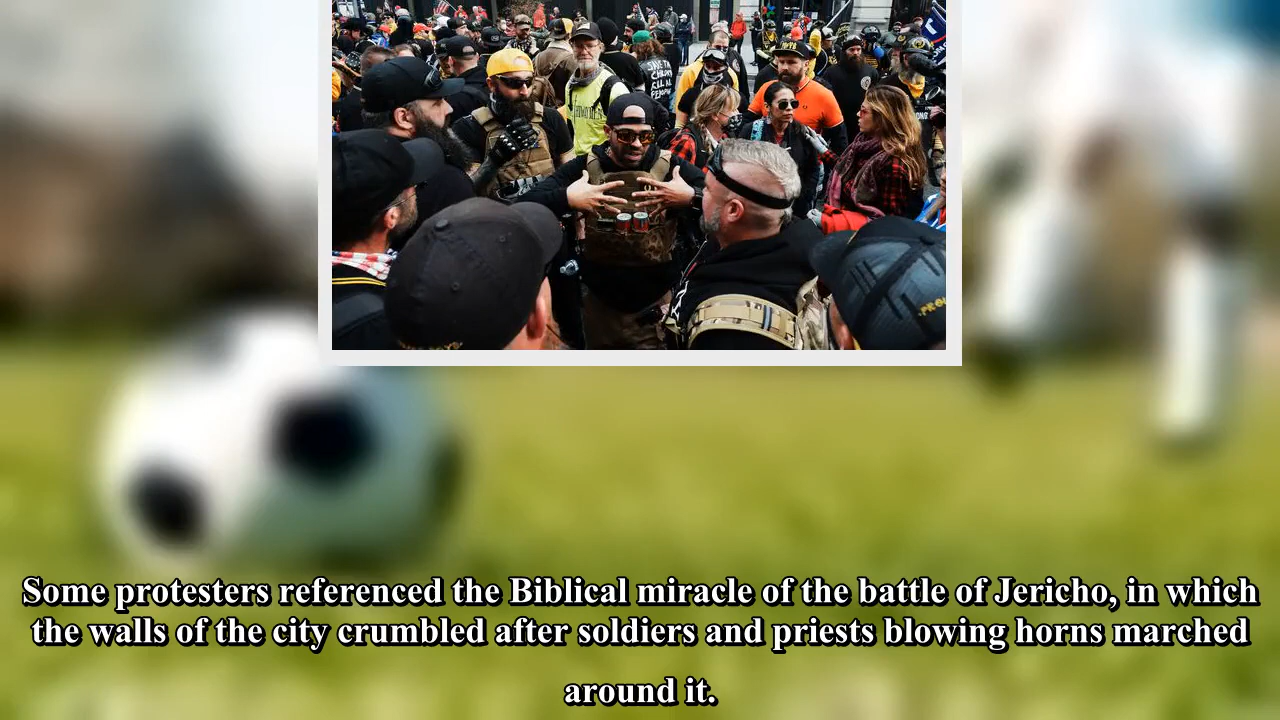 Some protesters referenced the Biblical miracle of the battle of Jericho, in which
the walls of the city crumbled after soldiers and priests blowing horns marched
around it.